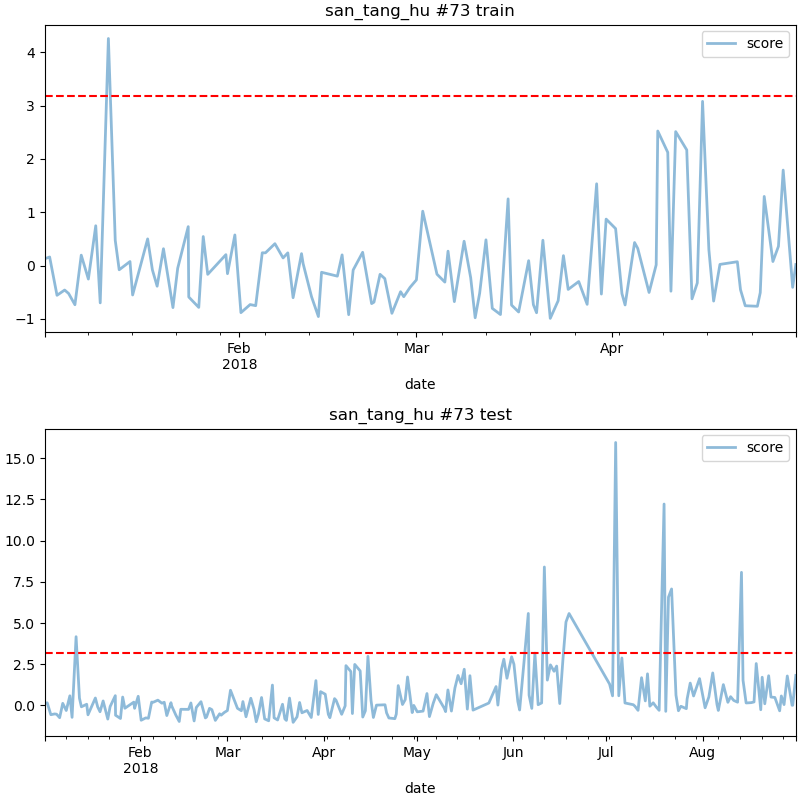 san_tang_hu #73 train
score
4
3
2
1
0
−1
Feb
2018
Mar
Apr
date
san_tang_hu #73 test
score
15.0
12.5
10.0
7.5
5.0
2.5
0.0
Feb
2018
Mar
Apr
May
Jun
Jul
Aug
date